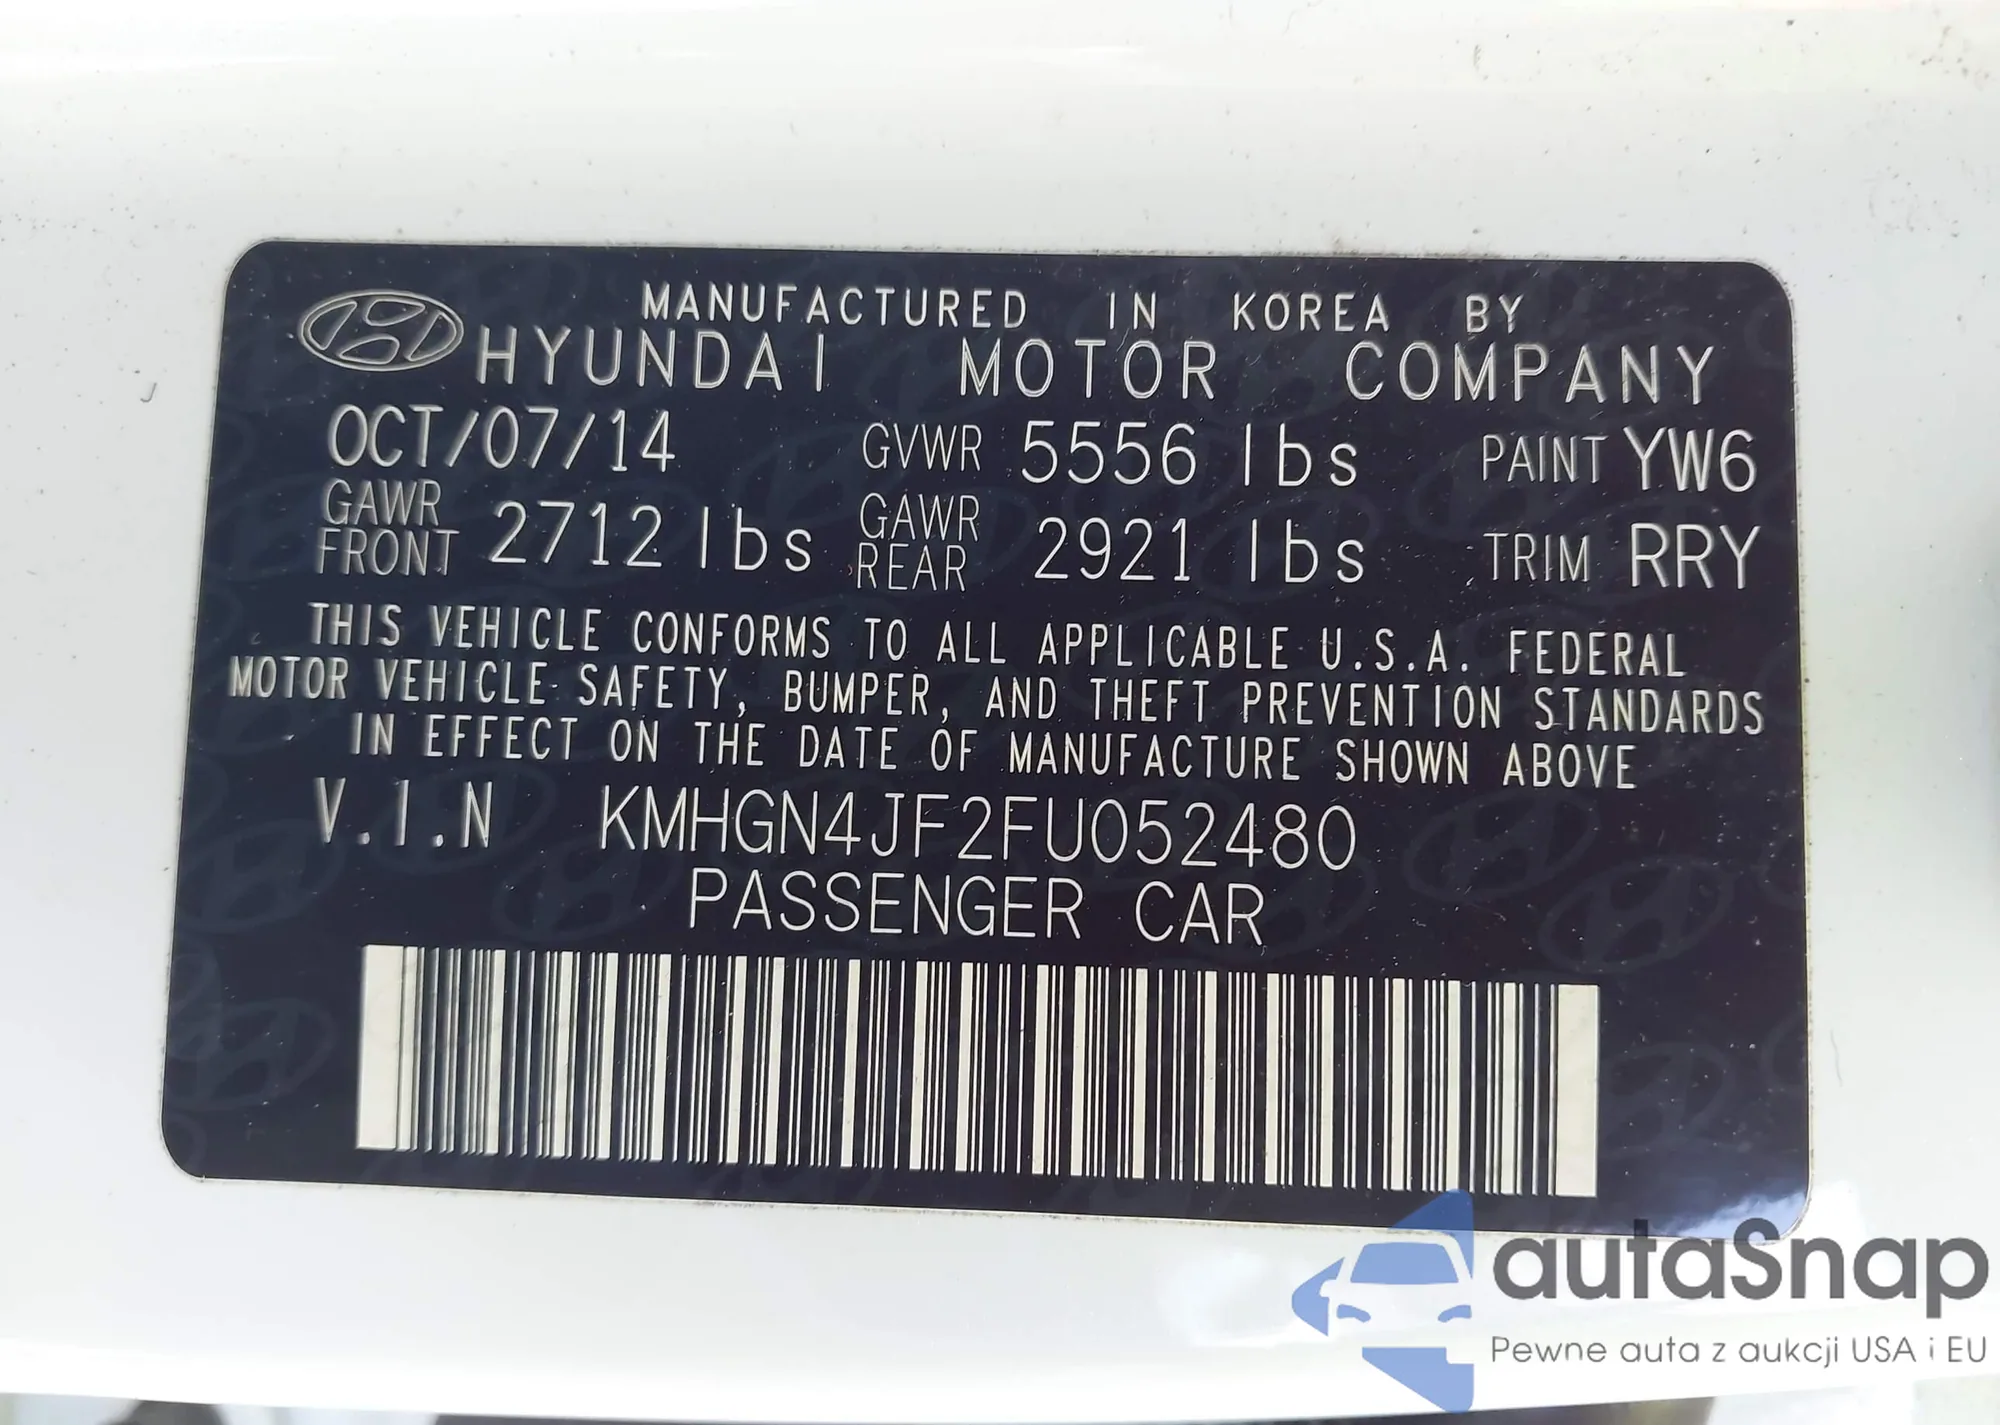 MANUFACTURED IN KOREA BY
HYUNDAI MOTOR COMPANY
OCT/07/14 GVWR 5556 lbs PAINT YW6
GAWR FRONT 2712 lbs GAWR REAR 2921 lbs TRIM RRY
THIS VEHICLE CONFORMS TO ALL APPLICABLE U.S.A. FEDERAL
MOTOR VEHICLE SAFETY, BUMPER, AND THEFT PREVENTION STANDARDS
IN EFFECT ON THE DATE OF MANUFACTURE SHOWN ABOVE
V.I.N KMHGN4JF2FU052480
PASSENGER CAR
autaSnap
Pewne auta z aukcji USA i EU